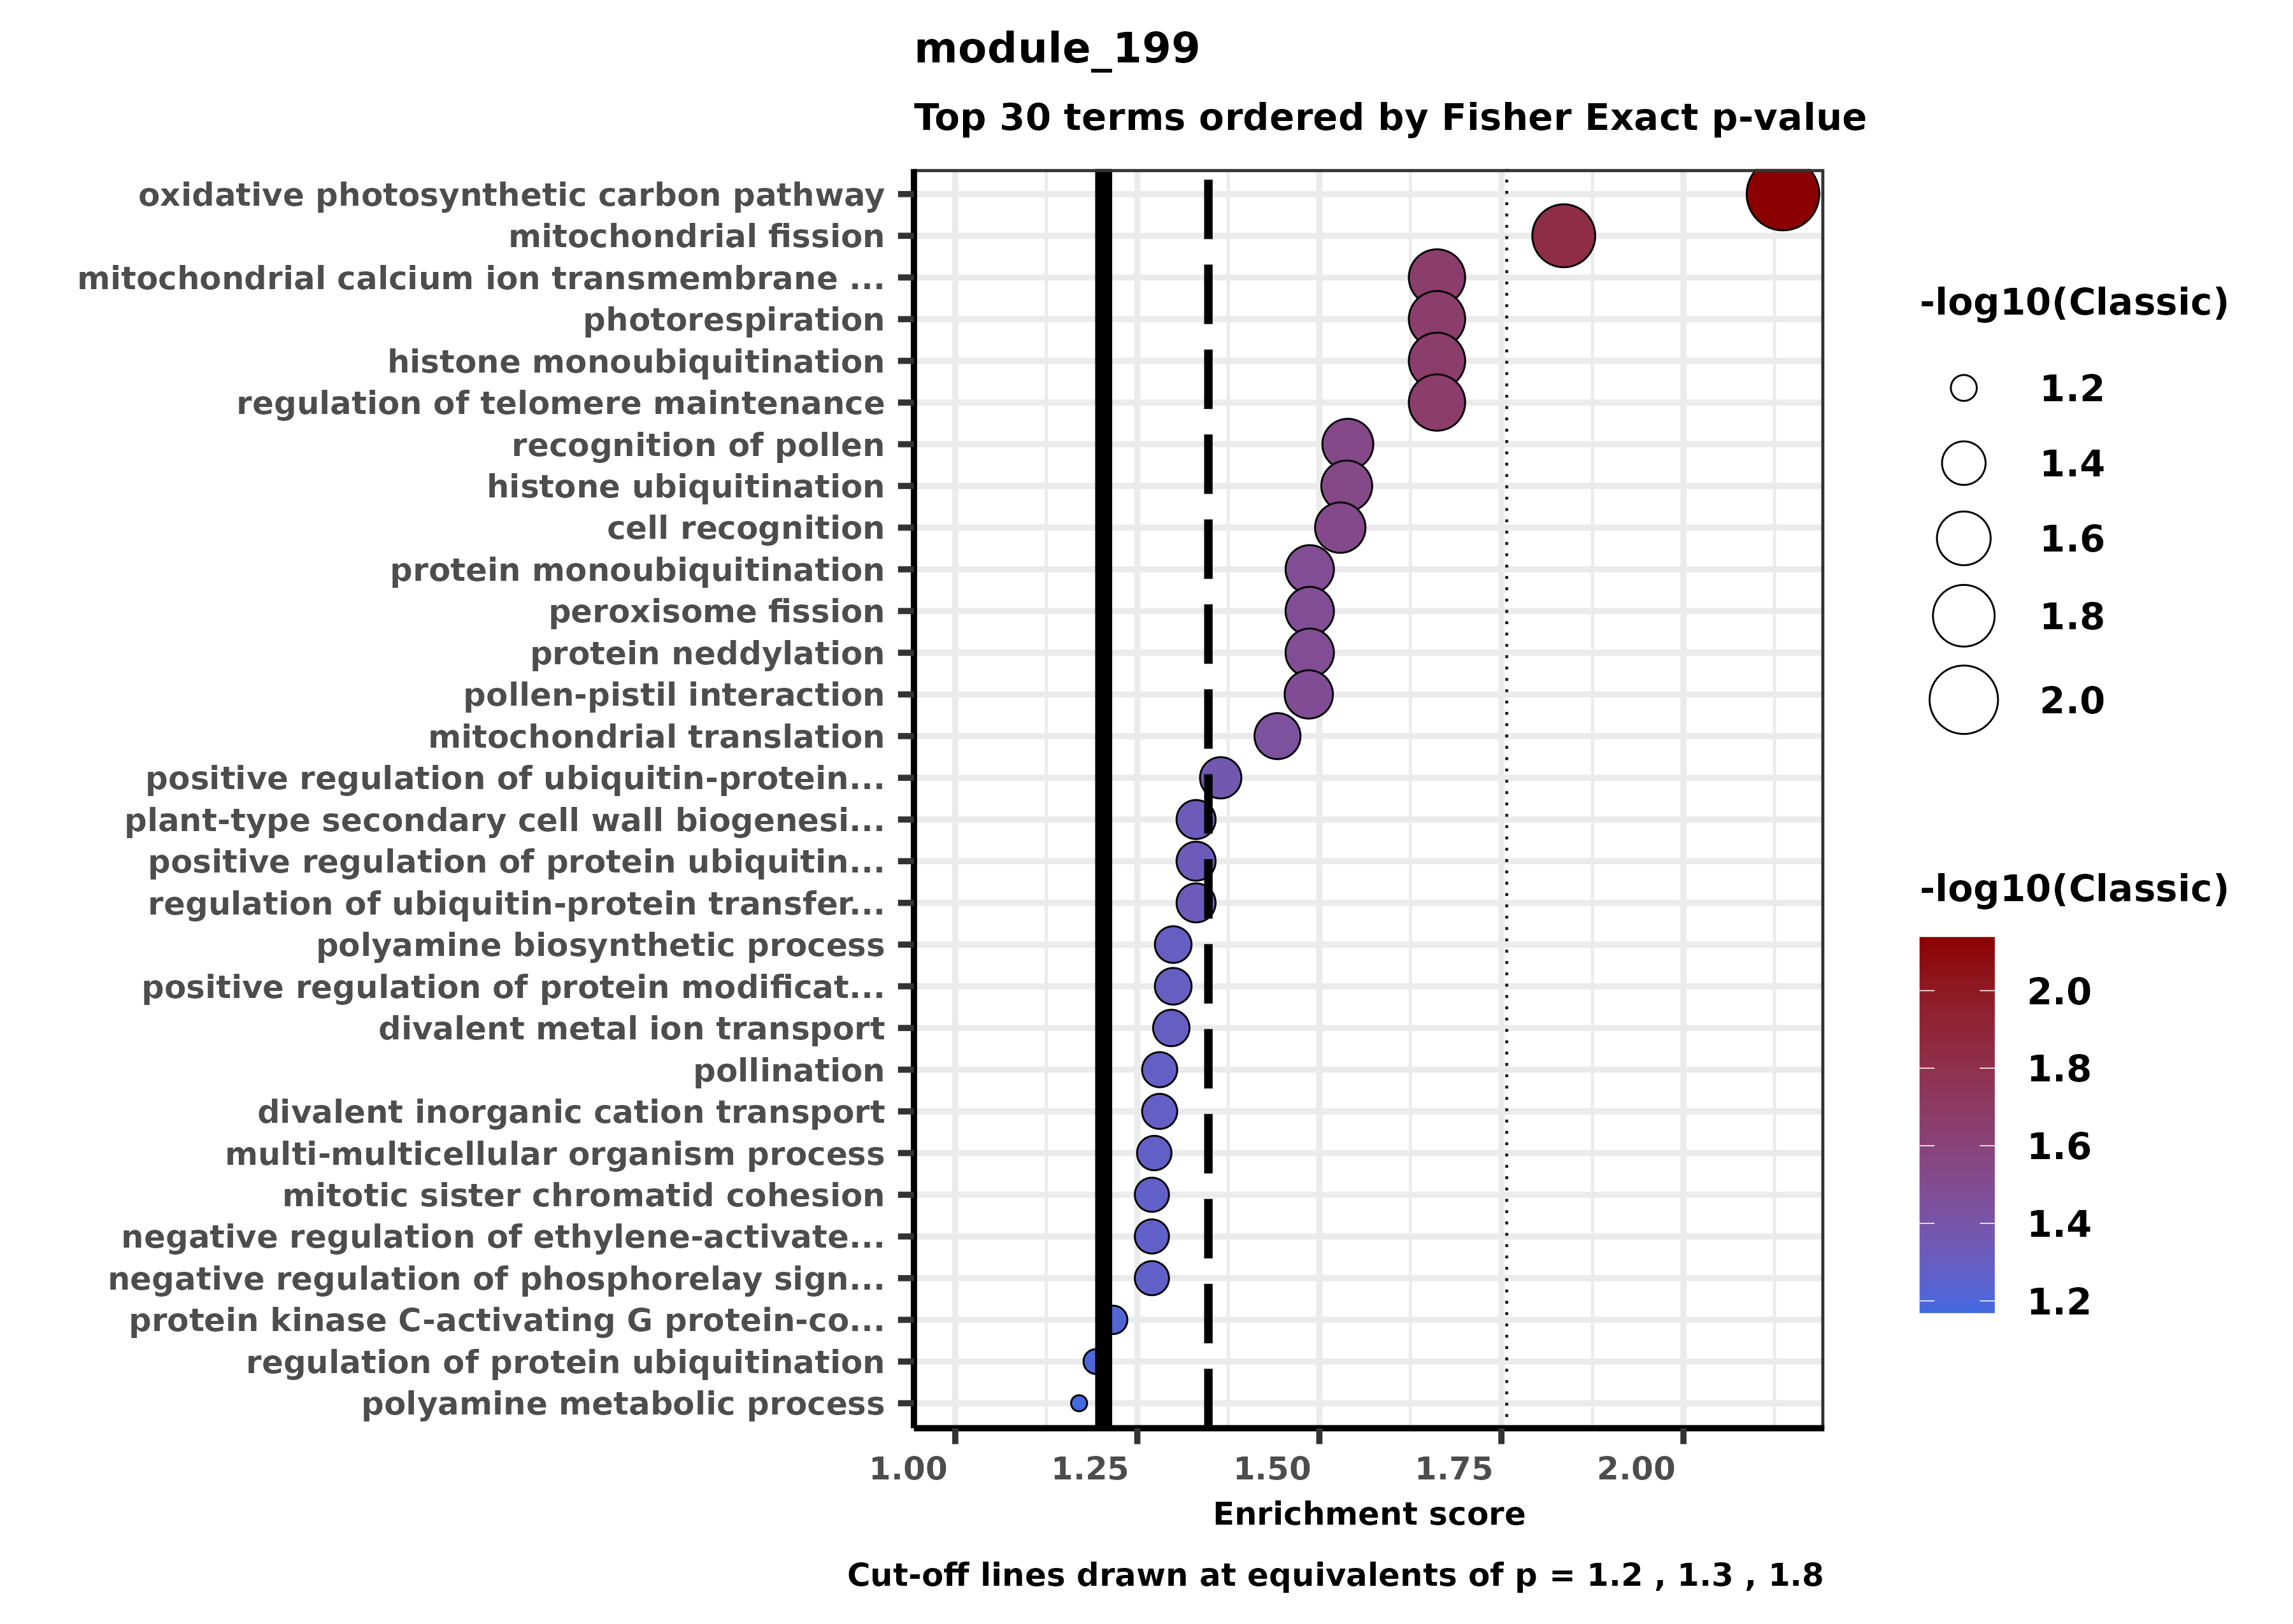 module_199
Top 30 terms ordered by Fisher Exact p-value
oxidative photosynthetic carbon pathway
mitochondrial fission
mitochondrial calcium ion transmembrane ...
photorespiration
histone monoubiquitination
regulation of telomere maintenance
recognition of pollen
histone ubiquitination
cell recognition
protein monoubiquitination
peroxisome fission
protein neddylation
pollen-pistil interaction
mitochondrial translation
positive regulation of ubiquitin-protein...
plant-type secondary cell wall biogenesi...
positive regulation of protein ubiquitin...
regulation of ubiquitin-protein transfer...
polyamine biosynthetic process
positive regulation of protein modificat...
divalent metal ion transport
pollination
divalent inorganic cation transport
multi-multicellular organism process
mitotic sister chromatid cohesion
negative regulation of ethylene-activate...
negative regulation of phosphorelay sign...
protein kinase C-activating G protein-co...
regulation of protein ubiquitination
polyamine metabolic process
1.00 1.25 1.50 1.75 2.00
Enrichment score
Cut-off lines drawn at equivalents of p = 1.2 , 1.3 , 1.8
-log10(Classic)
1.2
1.4
1.6
1.8
2.0
-log10(Classic)
2.0
1.8
1.6
1.4
1.2